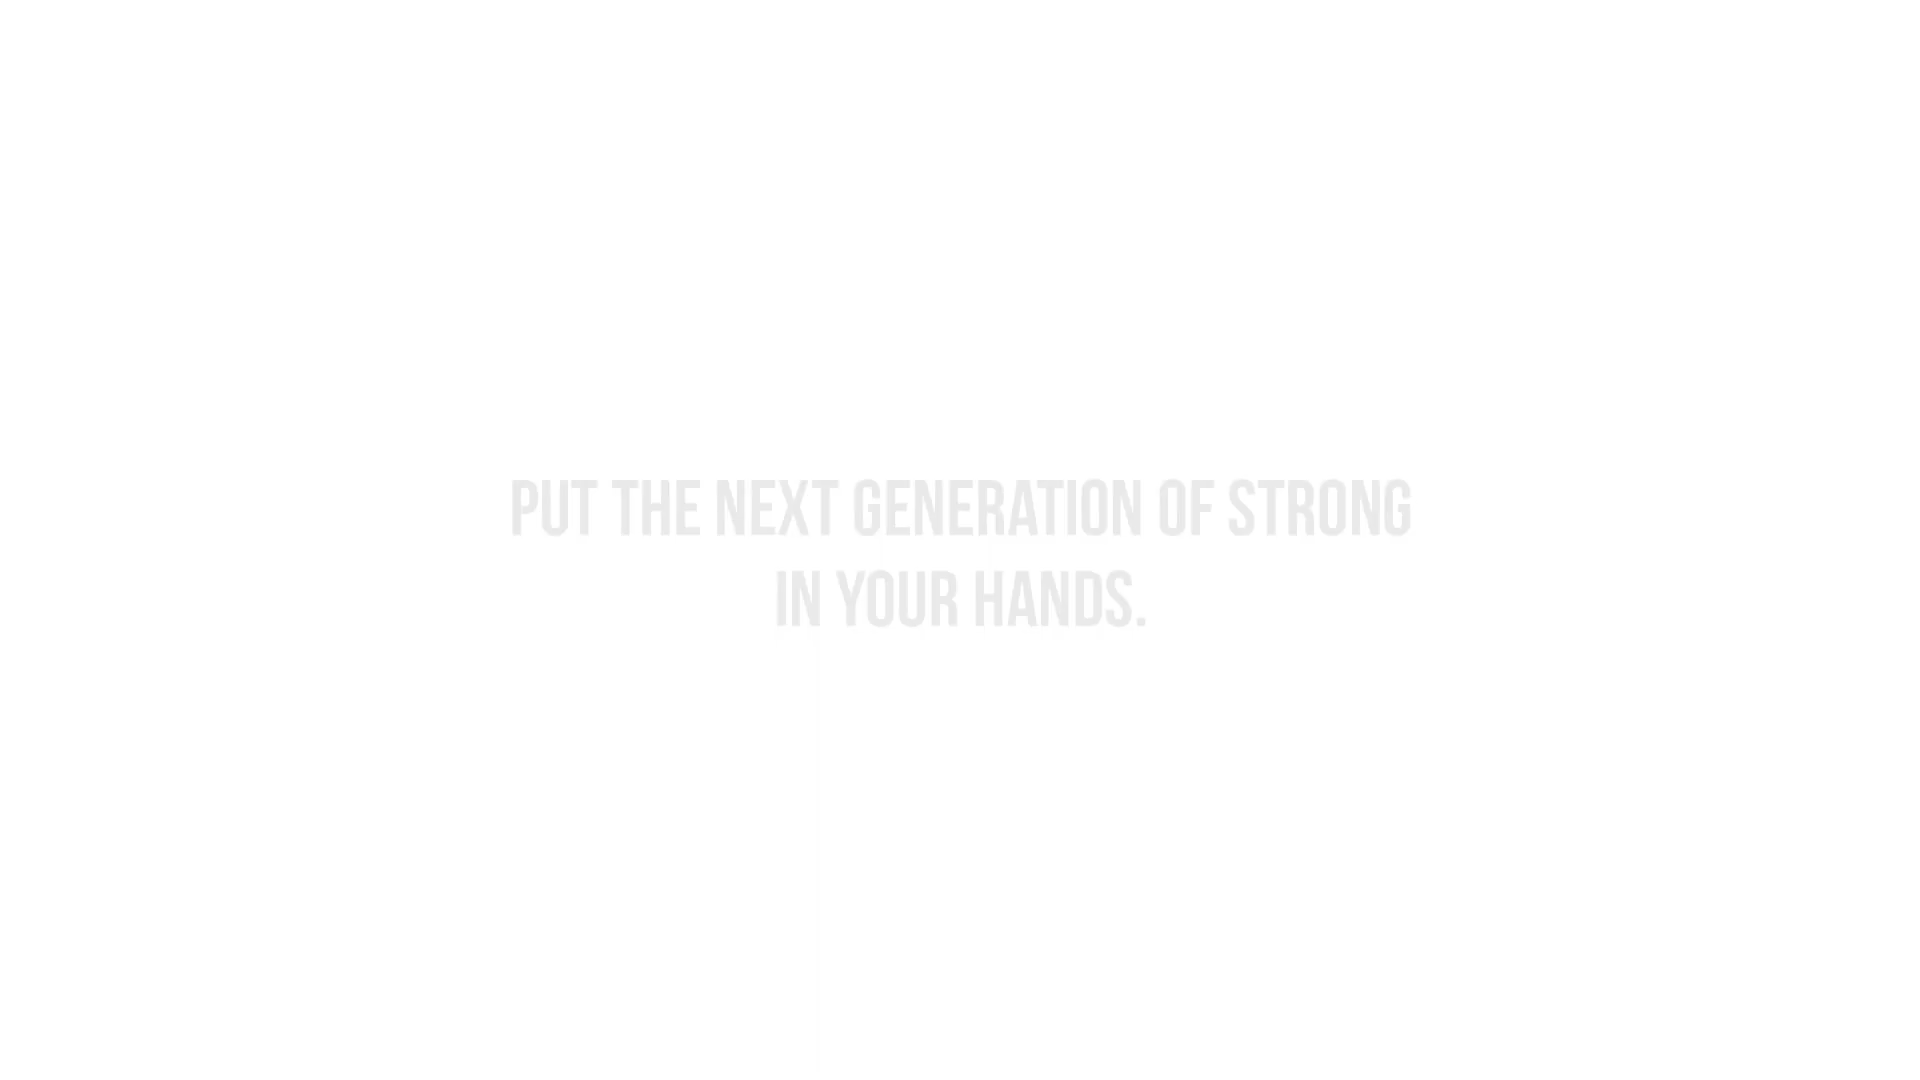 PUT THE NEXT GENERATION OF STRONG
IN YOUR HANDS.